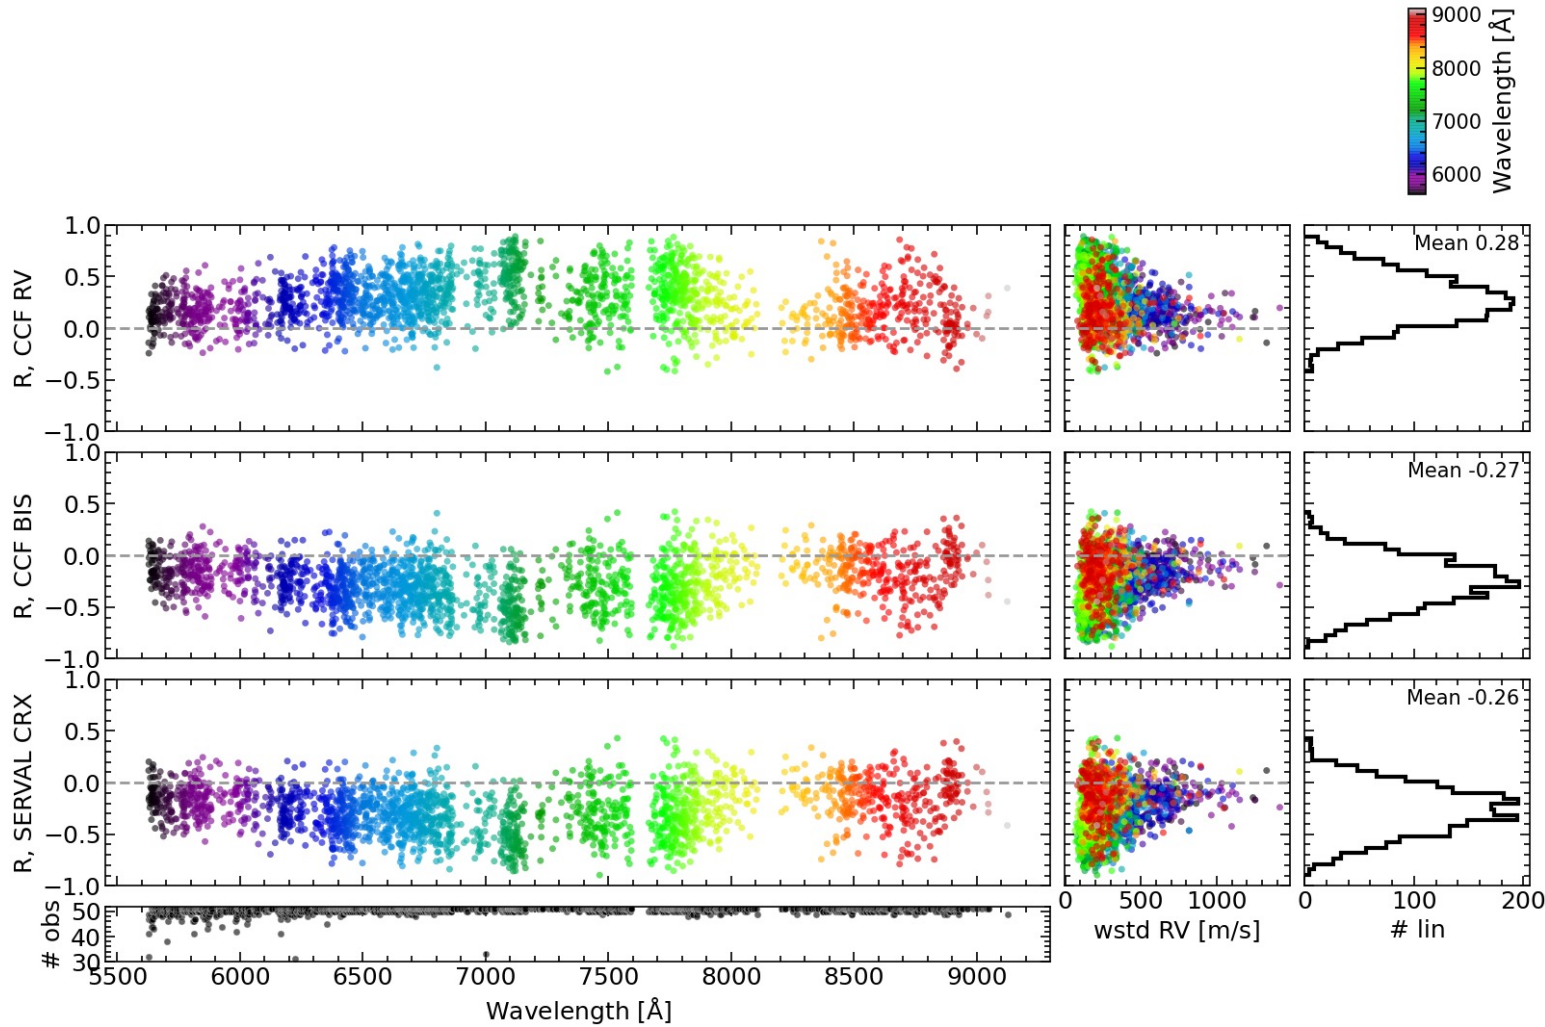 9000
8000
7000
6000
Wavelength [Å]
R, CCF RV
1.0
0.5
0.0
−0.5
−1.0
Mean 0.28
R, CCF BIS
1.0
0.5
0.0
−0.5
−1.0
Mean -0.27
R, SERVAL CRX
1.0
0.5
0.0
−0.5
−1.0
Mean -0.26
# obs
50
40
30
5500 6000 6500 7000 7500 8000 8500 9000
Wavelength [Å]
0 500 1000
wstd RV [m/s]
0 100 200
# lin